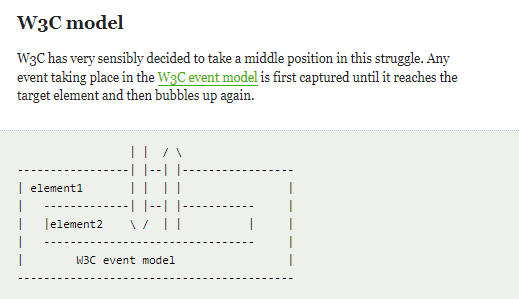 W3C model
W3C has very sensibly decided to take a middle position in this struggle. Any
event taking place in the W3C event model is first captured until it reaches the
target element and then bubbles up again.
                 | |  / \
-----------------| |--| |-----------------
| element1       | |  | |                |
|   -------------| |--| |-----------     |
|   |element2    \ /  | |          |     |
|   --------------------------------     |
|        W3C event model                 |
------------------------------------------